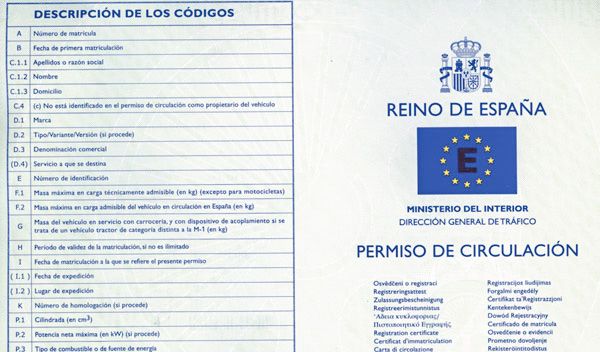 DESCRIPCIÓN DE LOS CÓDIGOS
A Número de matrícula
B Fecha de primera matriculación
C.1.1 Apellidos o razón social
C.1.2 Nombre
C.1.3 Domicilio
C.4 (c) No está identificado en el permiso de circulación como propietario del vehículo
D.1 Marca
D.2 Tipo/Variante/Versión (si procede)
D.3 Denominación comercial
(D.4) Servicio a que se destina
E Número de identificación
F.1 Masa máxima en carga técnicamente admisible (en kg) (excepto para motocicletas)
F.2 Masa máxima en carga admisible del vehículo en circulación en España (en kg)
G Masa del vehículo en servicio con carrocería, y con dispositivo de acoplamiento si se
trata de un vehículo tractor de categoría distinta a la M-1 (en kg)
H Período de validez de la matriculación, si no es ilimitado
I Fecha de matriculación a la que se refiere el presente permiso
( I.1 ) Fecha de expedición
( I.2 ) Lugar de expedición
K Número de homologación (si procede)
P.1 Cilindrada (en cm³)
P.2 Potencia neta máxima (en kW) (si procede)
P.3 Tipo de combustible o de fuente de energía
REINO DE ESPAÑA
E
MINISTERIO DEL INTERIOR
DIRECCIÓN GENERAL DE TRÁFICO
PERMISO DE CIRCULACIÓN
Osvědčení o registraci
Registreringsattest
Zulassungsbescheinigung
Registreerimistunnistus
Άδεια κυκλοφορίας/
Πιστοποιητικό Εγγραφής
Registration certificate
Certificat d'immatriculation
Carta di circolazione
Registracijos liudijimas
Forgalmi engedély
Ċertifikat ta'Reġistrazzjoni
Kentekenbewijs
Dowód Rejestracyjny
Certificado de matrícula
Osvedčenie o evidencii
Prometno dovoljenje
Rekisteröintitodistus